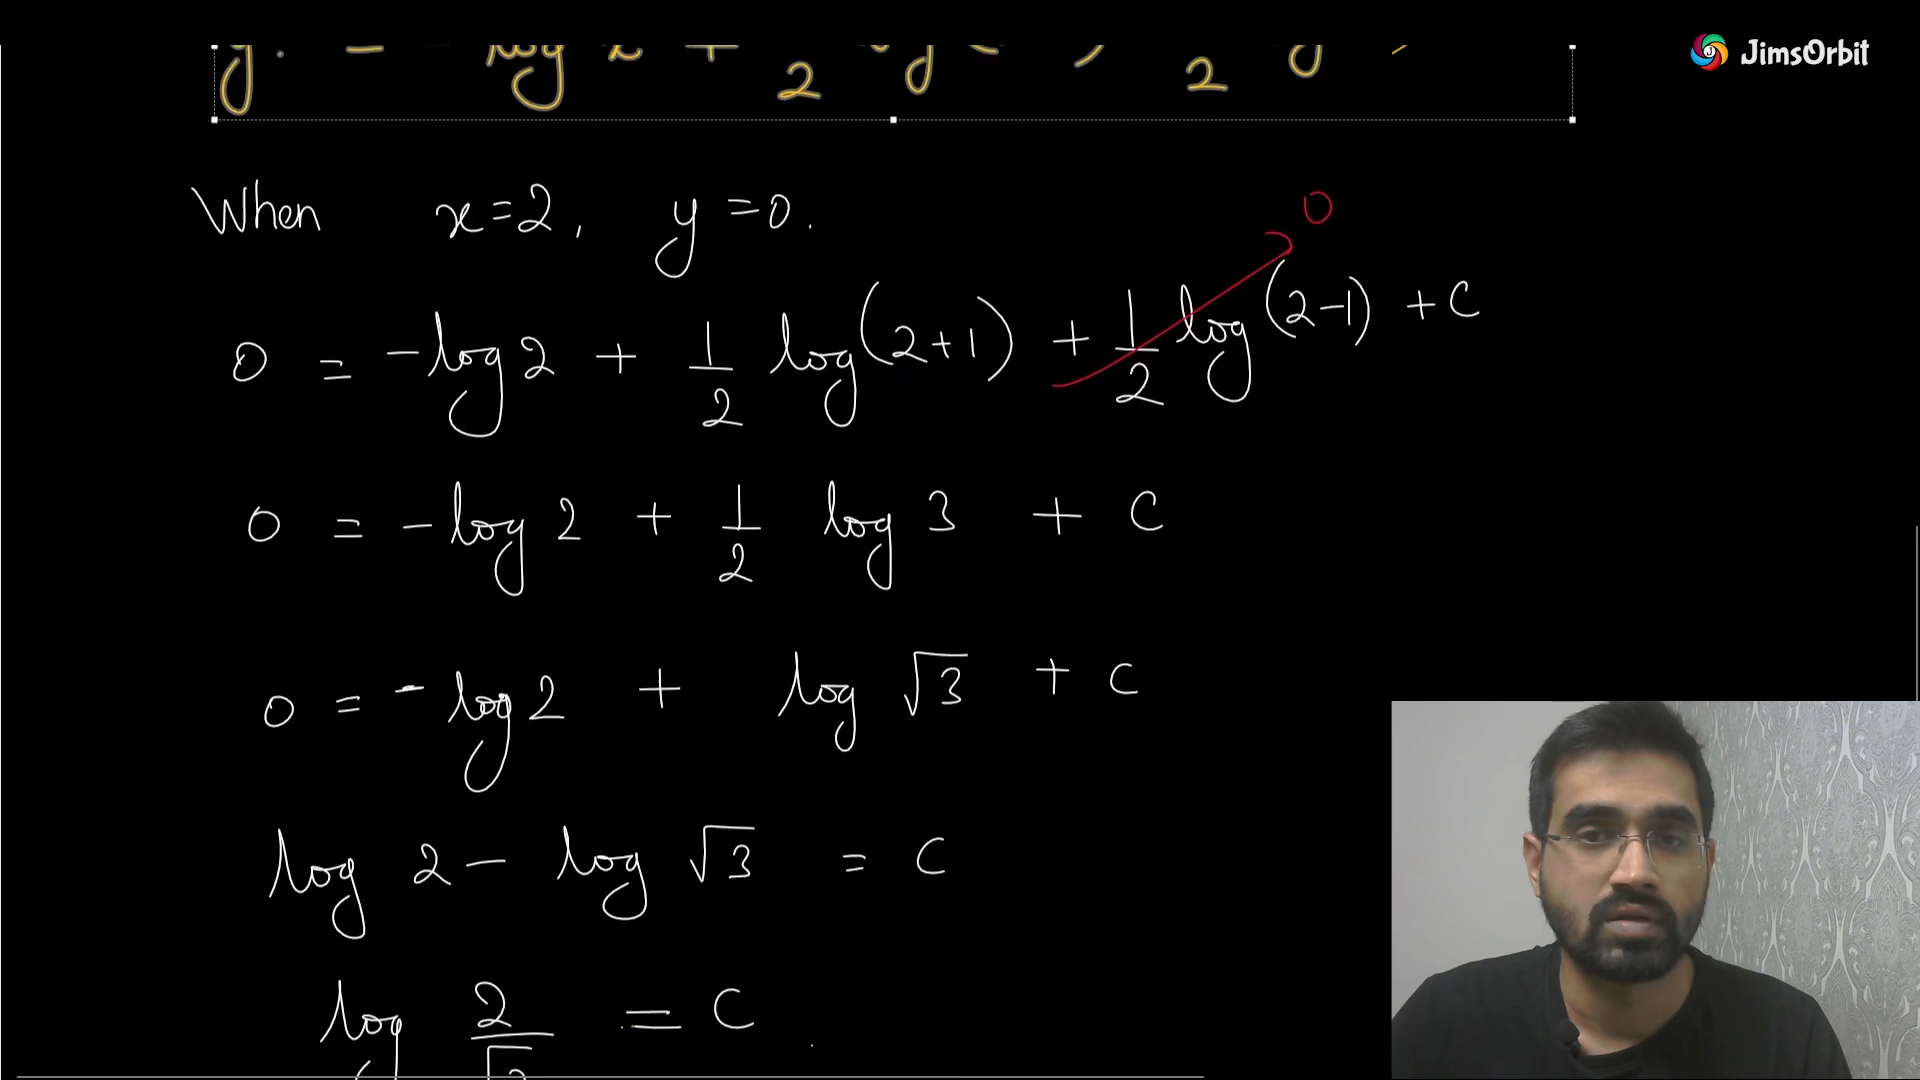 JimsOrbit
When x=2, y=0.
0
0 = -log 2 + 1/2 log(2+1) + 1/2 log(2-1) + C
0 = -log 2 + 1/2 log 3 + C
0 = -log 2 + log √3 + C
log 2 - log √3 = C
log 2/√3 = C